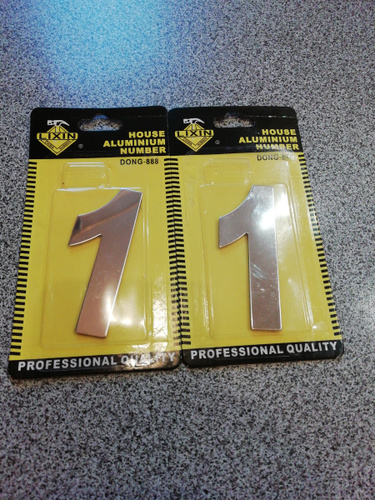 LIXIN
HOUSE
ALUMINIUM
NUMBER
DONG-888
1
PROFESSIONAL QUALITY
LIXIN
HOUSE
ALUMINIUM
NUMBER
1
PROFESSIONAL QUALITY